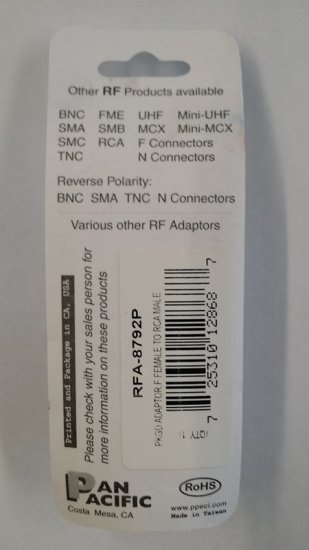 Other RF Products available
BNC FME UHF Mini-UHF
SMA SMB MCX Mini-MCX
SMC RCA F Connectors
TNC N Connectors
Reverse Polarity:
BNC SMA TNC N Connectors
Various other RF Adaptors
Printed and Package in CA, USA
Please check with your sales person for
more information on these products
RFA-8792P
PKGD ADAPTOR,F FEMALE TO RCA MALE
7 25310 12868 7
QTY:
PAN
PACIFIC
Costa Mesa, CA
RoHS
www.ppeci.com
Made in Taiwan